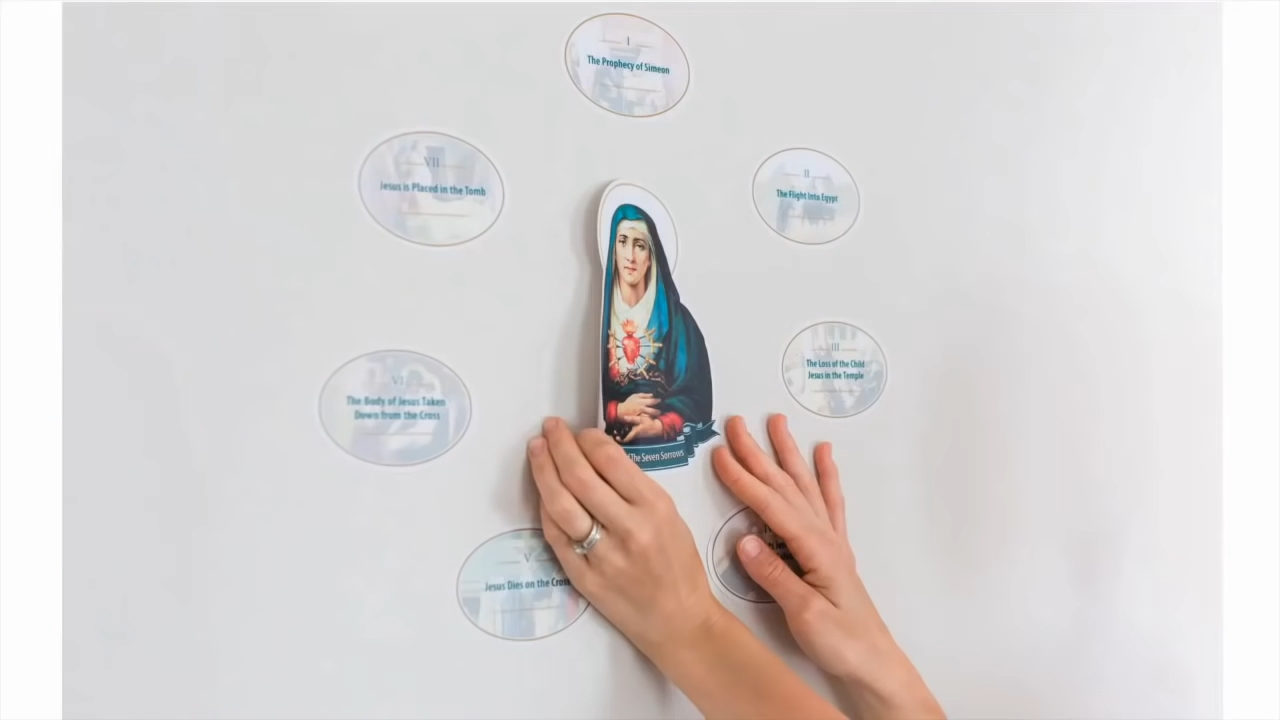 I
The Prophecy of Simeon
II
The Flight Into Egypt
III
The Loss of the Child
Jesus in the Temple
V
Jesus Dies on the Cross
VI
The Body of Jesus Taken
Down from the Cross
VII
Jesus is Placed in the Tomb
The Seven Sorrows